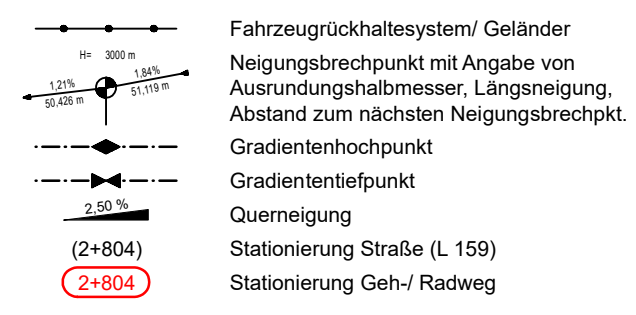 Fahrzeugrückhaltesystem/ Geländer
H= 3000 m
1,21%
50,426 m
1,84%
51,119 m
Neigungsbrechpunkt mit Angabe von
Ausrundungshalbmesser, Längsneigung,
Abstand zum nächsten Neigungsbrechpkt.
Gradientenhochpunkt
Gradiententiefpunkt
2,50 %
Querneigung
(2+804)
Stationierung Straße (L 159)
2+804
Stationierung Geh-/ Radweg